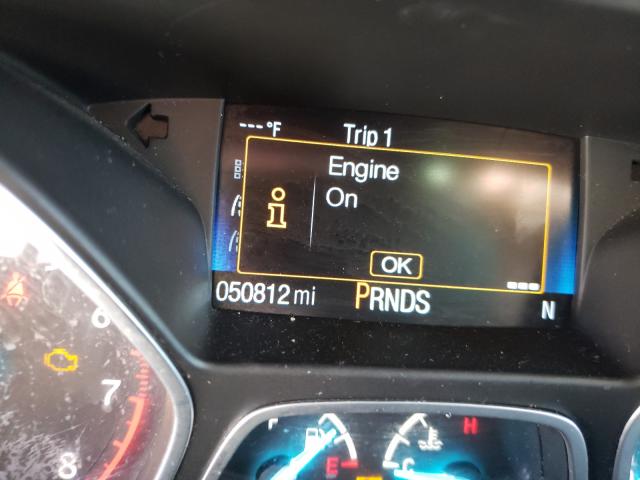 --- °F Trip 1
Engine
On
OK
050812 mi PRNDS N
6
7
8
F H
E C